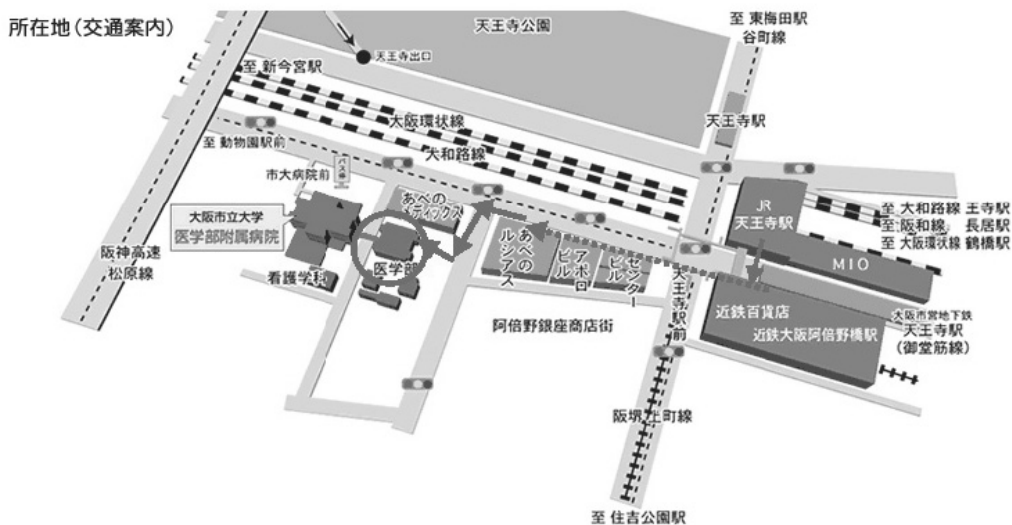 所在地(交通案内)
天王寺公園
至 東梅田駅
谷町線
天王寺出口
至 新今宮駅
天王寺駅
大阪環状線
至 動物園駅前
大和路線
バス停
市大病院前
あべの
メディックス
JR
天王寺駅
至 大和路線 王寺駅
至 阪和線 長居駅
至 大阪環状線 鶴橋駅
大阪市立大学
医学部附属病院
阪神高速
松原線
医学部
看護学科
あべの
ルシアス
アポロ
ビル
センター
ビル
天王寺駅前
MIO
近鉄百貨店
近鉄大阪阿倍野橋駅
大阪市営地下鉄
天王寺駅
(御堂筋線)
阿倍野銀座商店街
阪堺 上町線
至 住吉公園駅